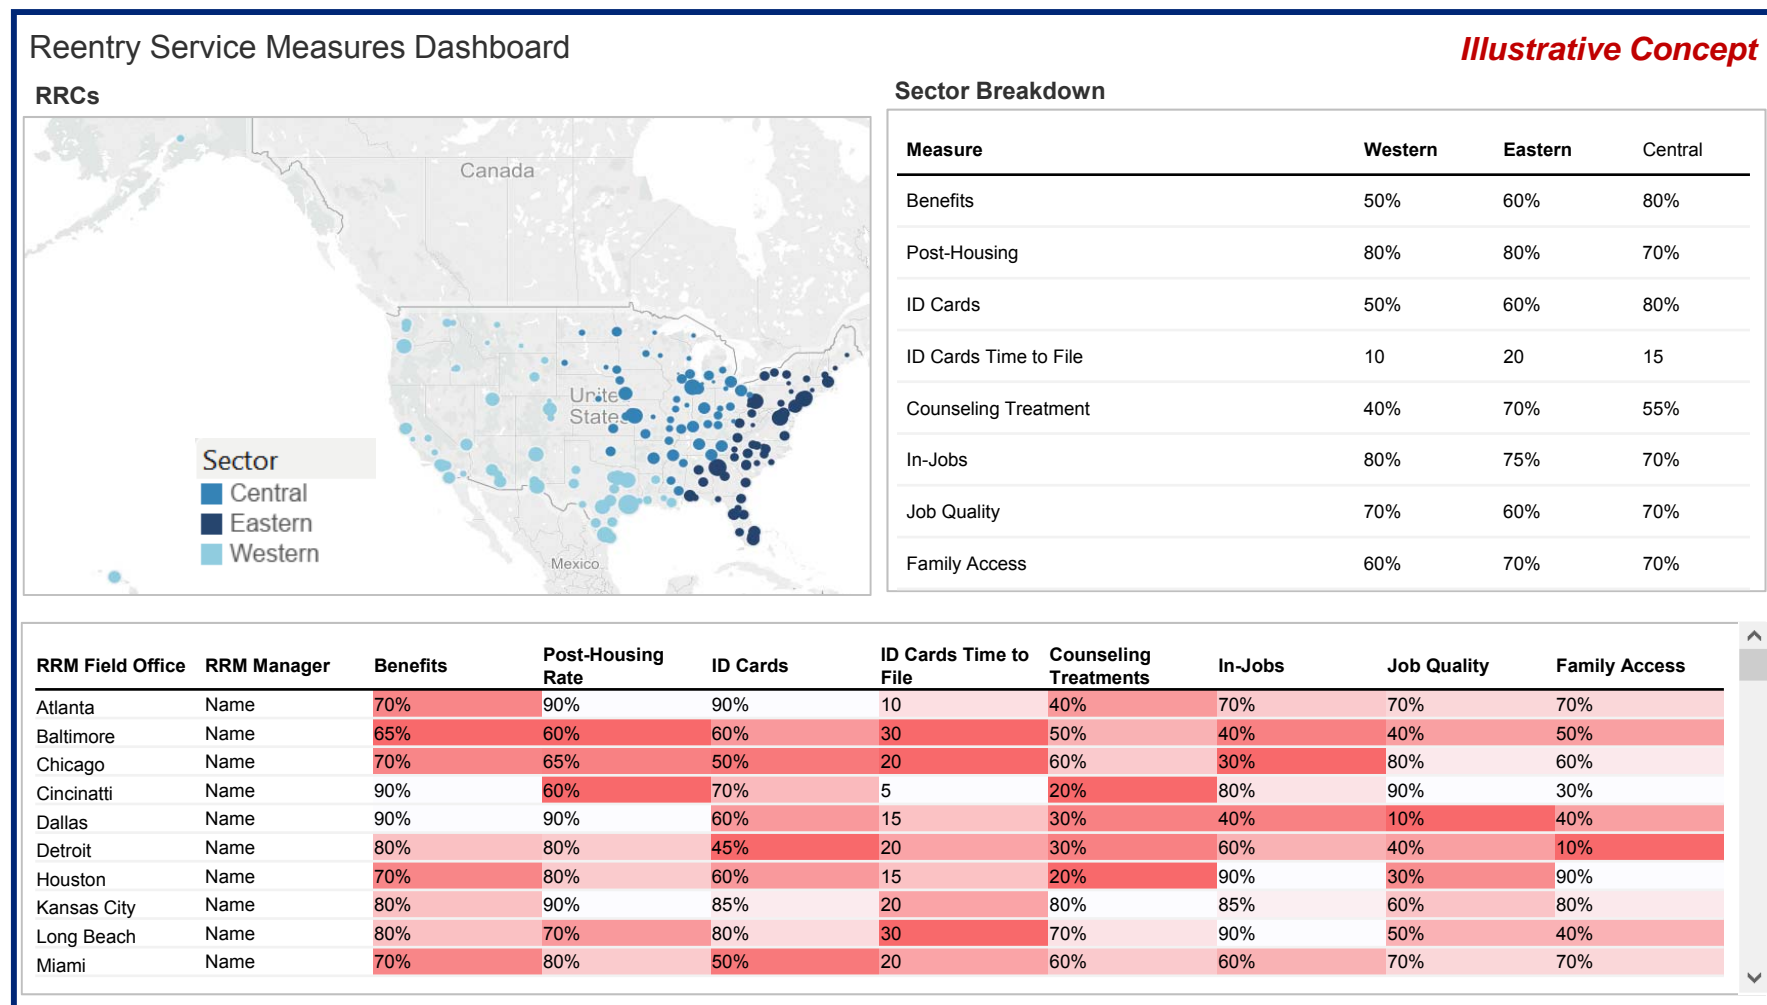 Reentry Service Measures Dashboard
Illustrative Concept
RRCs
Canada
United
States
Mexico
Sector
Central
Eastern
Western
Sector Breakdown
Measure Western Eastern Central
Benefits 50% 60% 80%
Post-Housing 80% 80% 70%
ID Cards 50% 60% 80%
ID Cards Time to File 10 20 15
Counseling Treatment 40% 70% 55%
In-Jobs 80% 75% 70%
Job Quality 70% 60% 70%
Family Access 60% 70% 70%
RRM Field Office RRM Manager Benefits Post-Housing Rate ID Cards ID Cards Time to File Counseling Treatments In-Jobs Job Quality Family Access
Atlanta Name 70% 90% 90% 10 40% 70% 70% 70%
Baltimore Name 65% 60% 60% 30 50% 40% 40% 50%
Chicago Name 70% 65% 50% 20 60% 30% 80% 60%
Cincinatti Name 90% 60% 70% 5 20% 80% 90% 30%
Dallas Name 90% 90% 60% 15 30% 40% 10% 40%
Detroit Name 80% 80% 45% 20 30% 60% 40% 10%
Houston Name 70% 80% 60% 15 20% 90% 30% 90%
Kansas City Name 80% 90% 85% 20 80% 85% 60% 80%
Long Beach Name 80% 70% 80% 30 70% 90% 50% 40%
Miami Name 70% 80% 50% 20 60% 60% 70% 70%